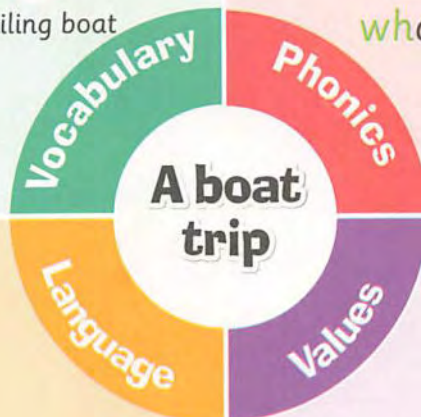 iling boat
wh
Vocabulary
Phonics
A boat
trip
Language
Values